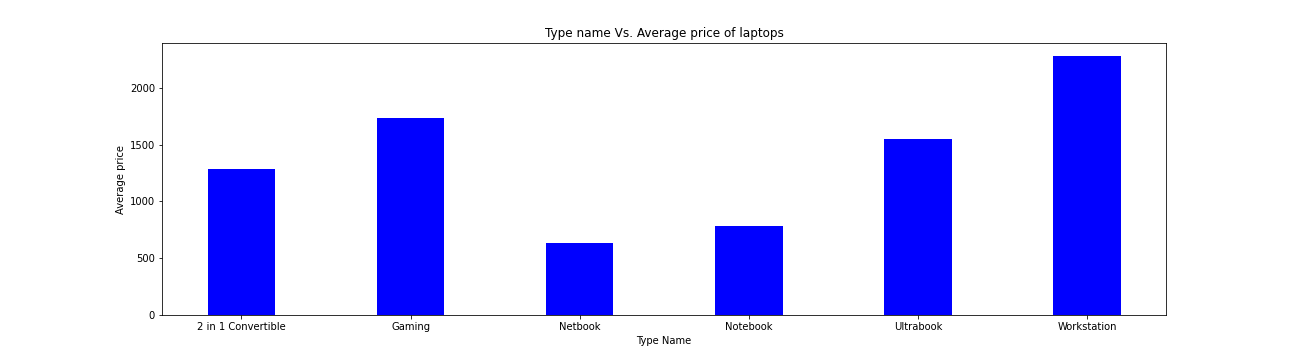 Type name Vs. Average price of laptops
Average price
2000
1500
1000
500
0
2 in 1 Convertible Gaming Netbook Notebook Ultrabook Workstation
Type Name